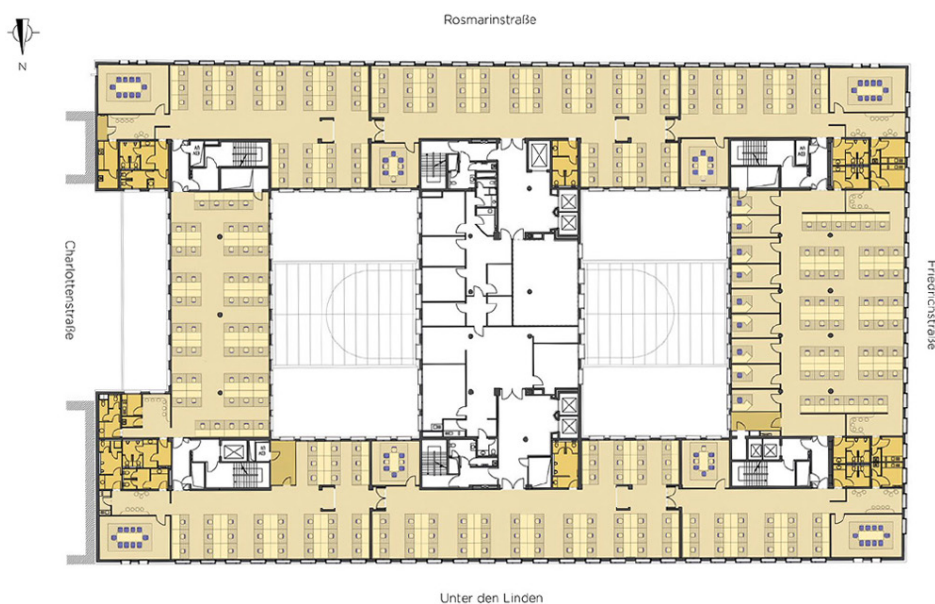 Rosmarinstraße
N
Charlottenstraße
Friedrichstraße
Unter den Linden